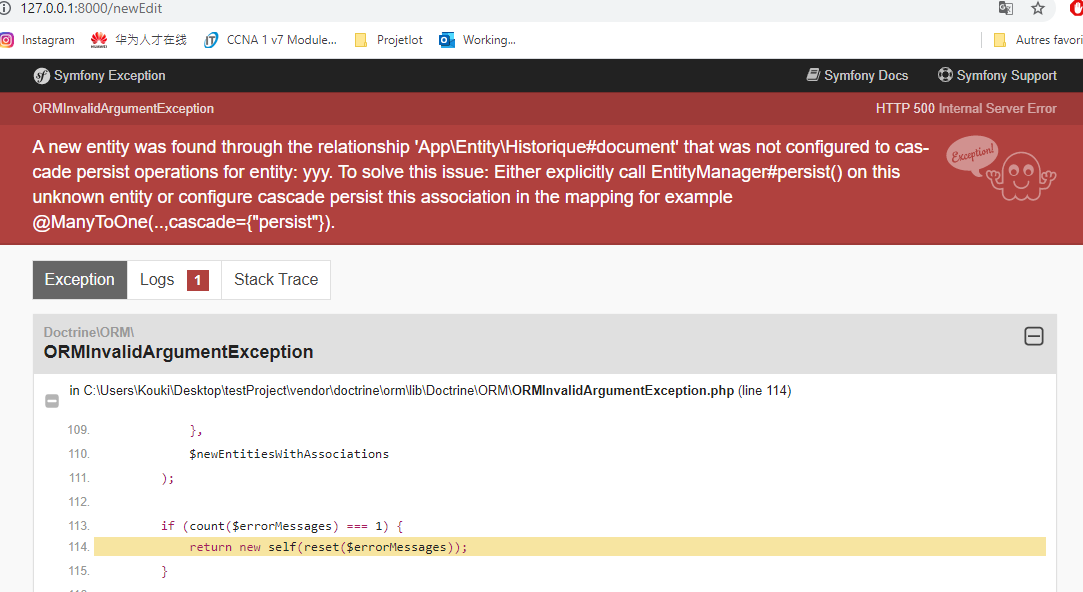 127.0.0.1:8000/newEdit
Instagram 华为人才在线 CCNA 1 v7 Module... Projetlot Working... Autres favori
Symfony Exception Symfony Docs Symfony Support
ORMInvalidArgumentException HTTP 500 Internal Server Error
A new entity was found through the relationship 'App\Entity\Historique#document' that was not configured to cas-
cade persist operations for entity: yyy. To solve this issue: Either explicitly call EntityManager#persist() on this
unknown entity or configure cascade persist this association in the mapping for example
@ManyToOne(..,cascade={"persist"}).
Exception!
Exception Logs 1 Stack Trace
Doctrine\ORM\
ORMInvalidArgumentException
in C:\Users\Kouki\Desktop\testProject\vendor\doctrine\orm\lib\Doctrine\ORM\ORMInvalidArgumentException.php (line 114)
109. },
110. $newEntitiesWithAssociations
111. );
112.
113. if (count($errorMessages) === 1) {
114. return new self(reset($errorMessages));
115. }